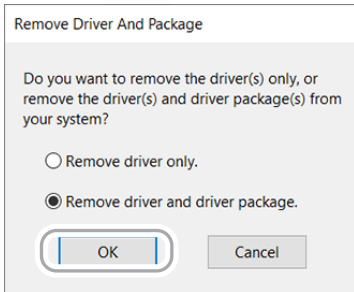 Remove Driver And Package
Do you want to remove the driver(s) only, or
remove the driver(s) and driver package(s) from
your system?
Remove driver only.
Remove driver and driver package.
OK Cancel